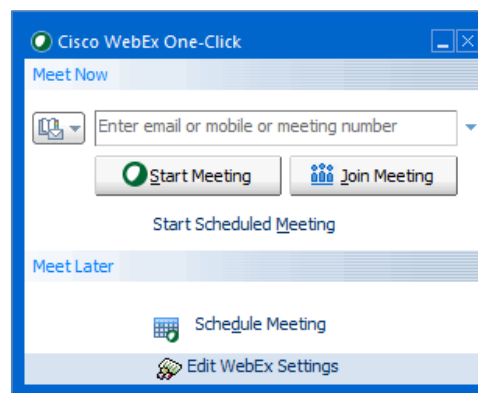 Cisco WebEx One-Click
Meet Now
Enter email or mobile or meeting number
Start Meeting Join Meeting
Start Scheduled Meeting
Meet Later
Schedule Meeting
Edit WebEx Settings